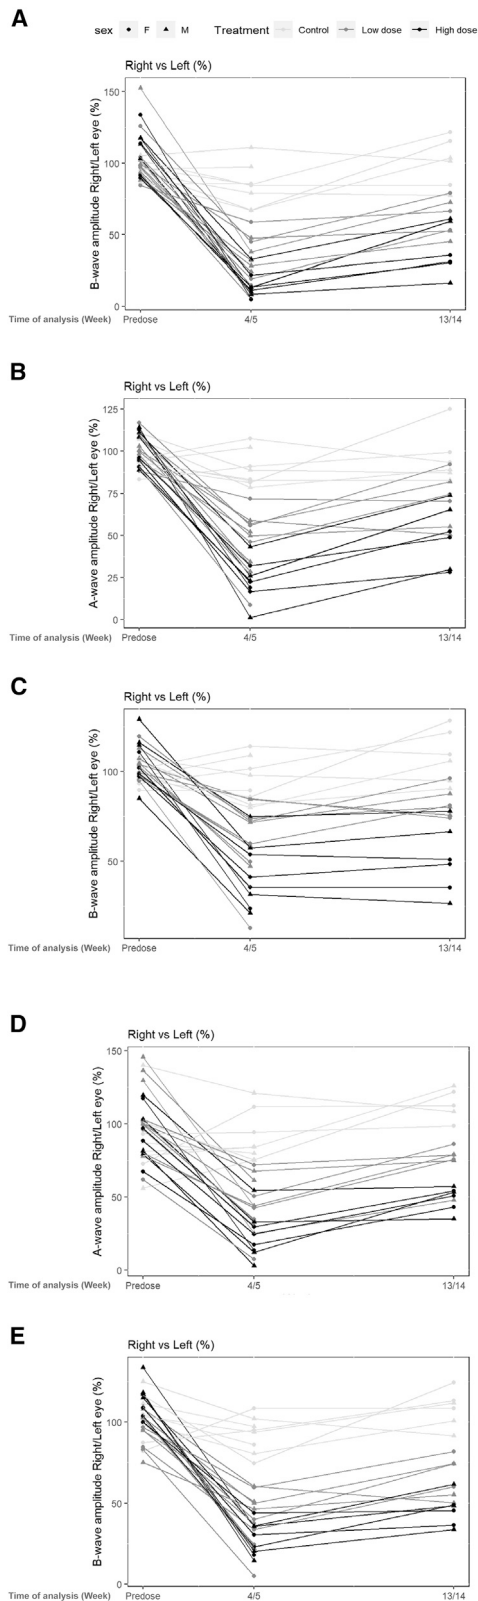 A
sex F M Treatment Control Low dose High dose
Right vs Left (%)
B-wave amplitude Right/Left eye (%)
150
100
50
0
Time of analysis (Week) Predose 4/5 13/14
B
Right vs Left (%)
A-wave amplitude Right/Left eye (%)
125
100
75
50
25
0
Time of analysis (Week) Predose 4/5 13/14
C
Right vs Left (%)
B-wave amplitude Right/Left eye (%)
100
50
Time of analysis (Week) Predose 4/5 13/14
D
Right vs Left (%)
A-wave amplitude Right/Left eye (%)
150
100
50
0
Time of analysis (Week) Predose 4/5 13/14
E
Right vs Left (%)
B-wave amplitude Right/Left eye (%)
100
50
0
Time of analysis (Week) Predose 4/5 13/14